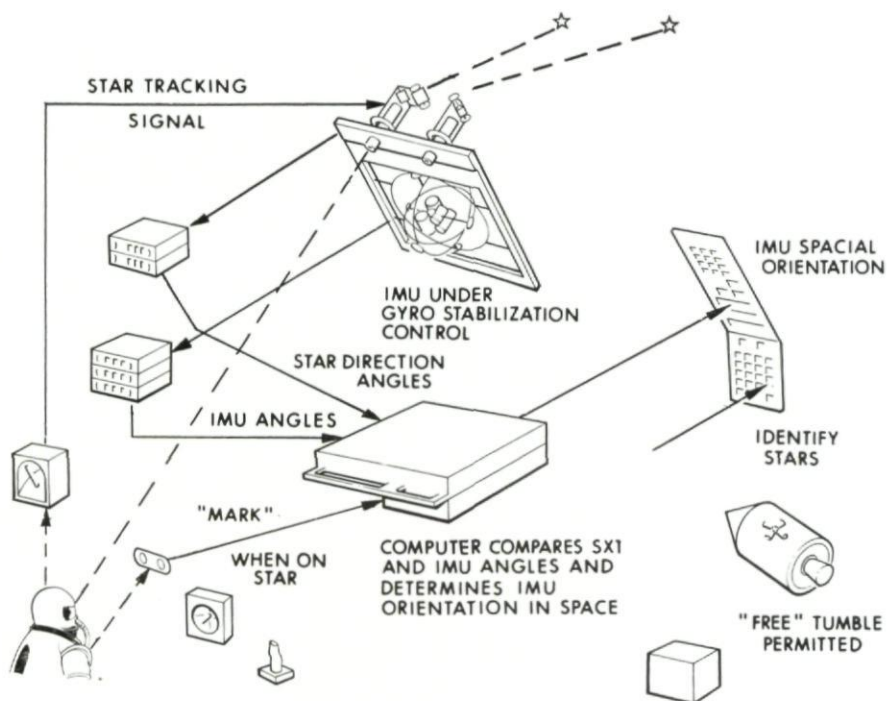 STAR TRACKING
SIGNAL
IMU SPACIAL
ORIENTATION
IMU UNDER
GYRO STABILIZATION
CONTROL
STAR DIRECTION
ANGLES
IMU ANGLES
IDENTIFY
STARS
"MARK"
WHEN ON
STAR
COMPUTER COMPARES SXT
AND IMU ANGLES AND
DETERMINES IMU
ORIENTATION IN SPACE
"FREE" TUMBLE
PERMITTED